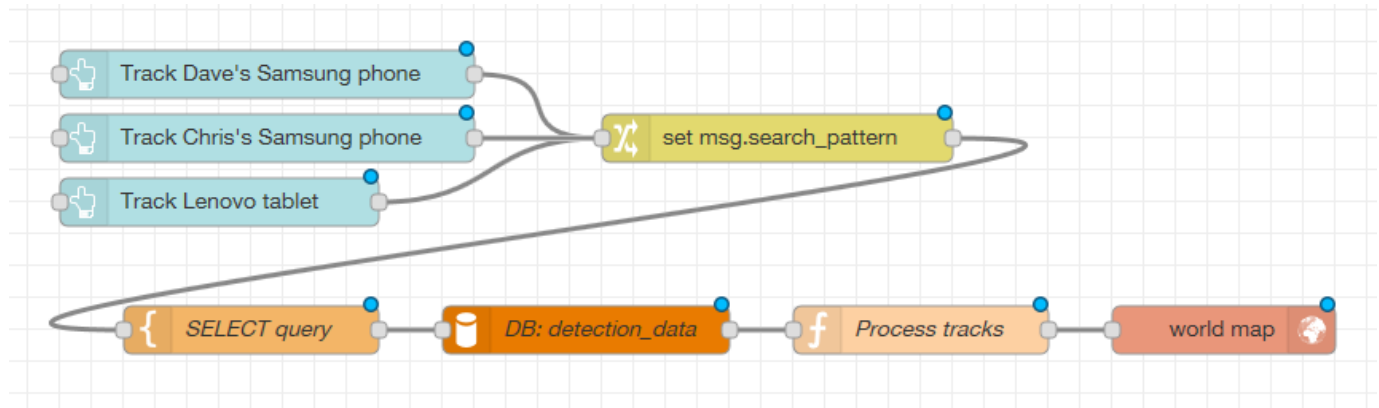 Track Dave's Samsung phone
Track Chris's Samsung phone
set msg.search_pattern
Track Lenovo tablet
SELECT query
DB: detection_data
Process tracks
world map